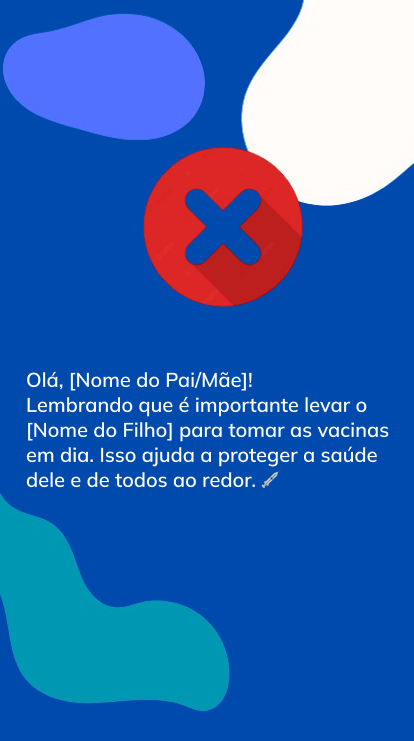 Olá, [Nome do Pai/Mãe]!
Lembrando que é importante levar o
[Nome do Filho] para tomar as vacinas
em dia. Isso ajuda a proteger a saúde
dele e de todos ao redor. 💉